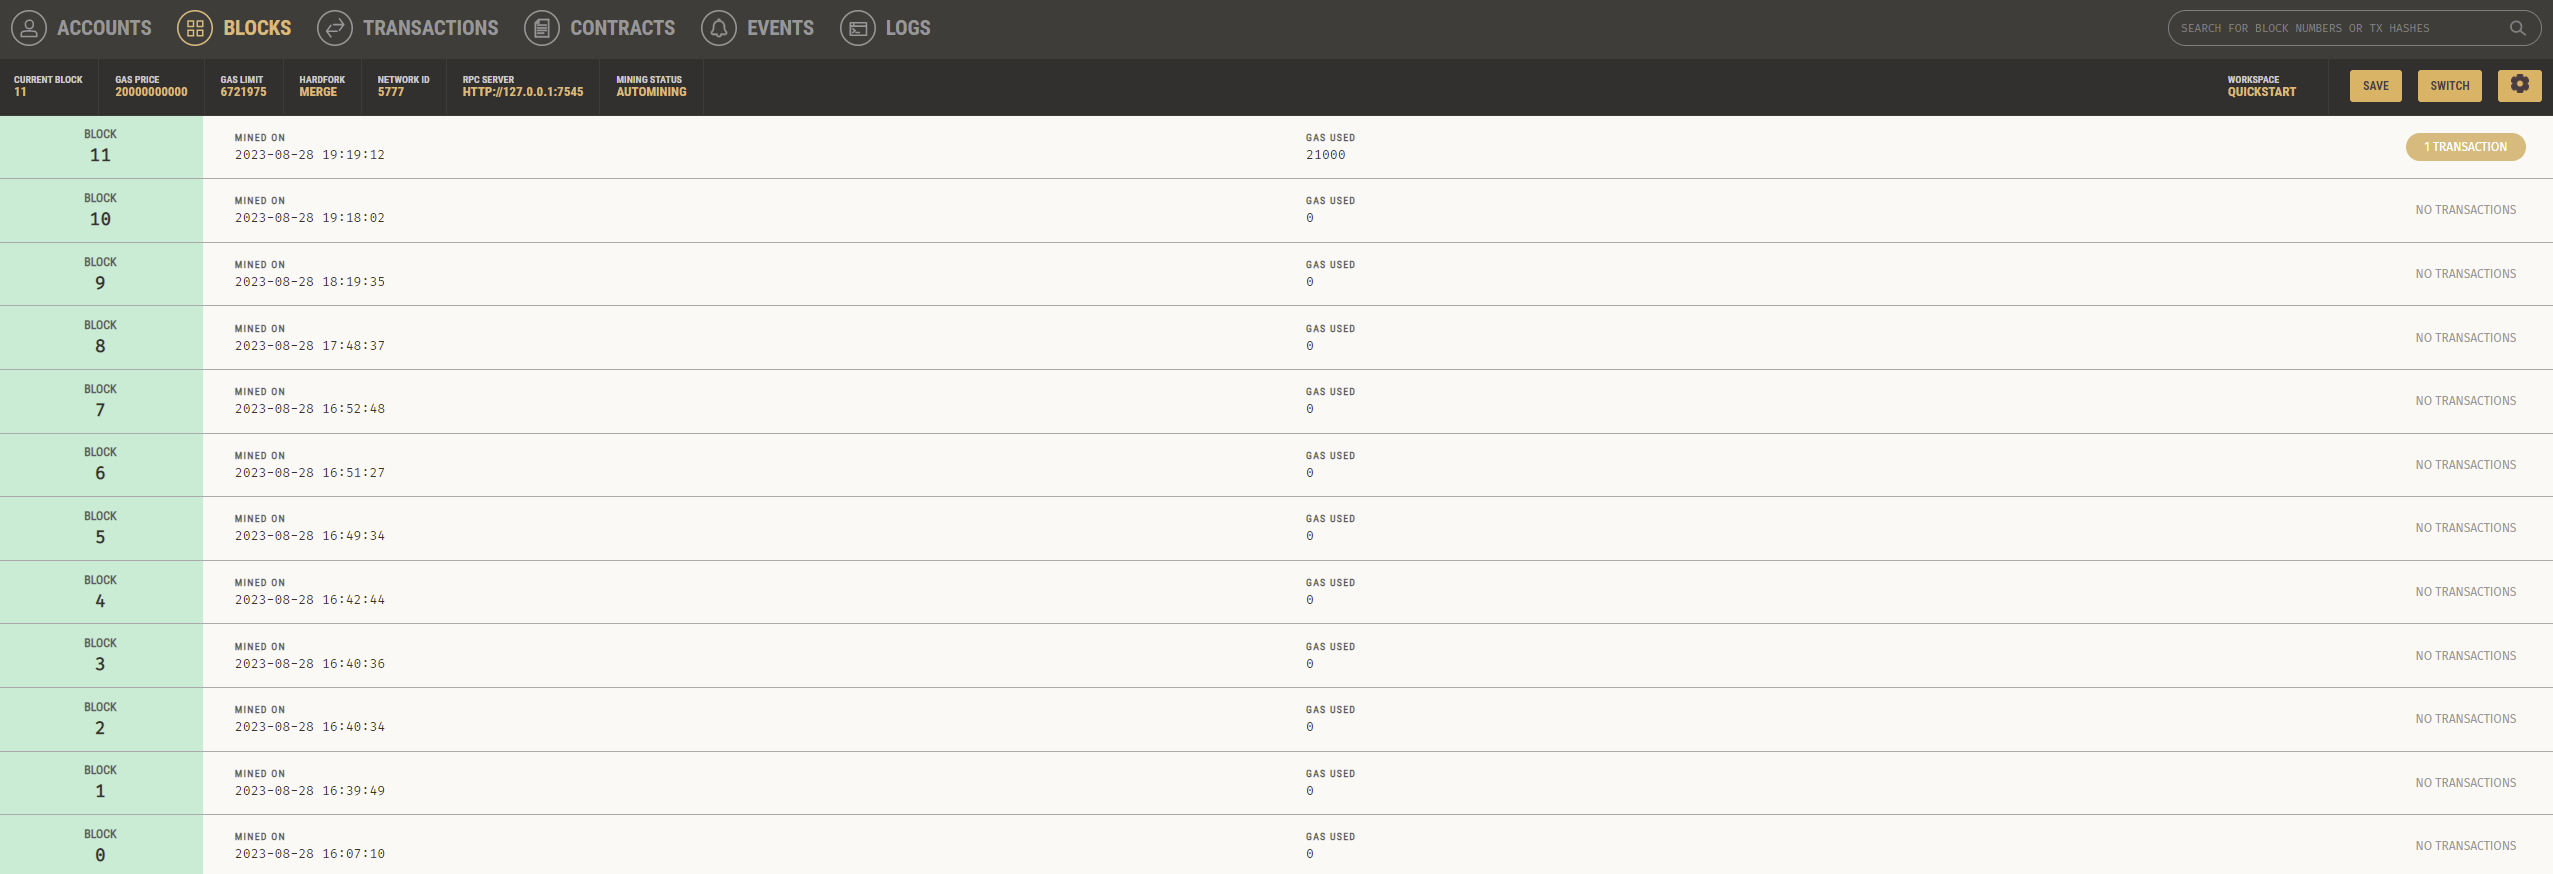 ACCOUNTS BLOCKS TRANSACTIONS CONTRACTS EVENTS LOGS SEARCH FOR BLOCK NUMBERS OR TX HASHES
CURRENT BLOCK GAS PRICE GAS LIMIT HARDFORK NETWORK ID RPC SERVER MINING STATUS WORKSPACE
11 20000000000 6721975 MERGE 5777 HTTP://127.0.0.1:7545 AUTOMINING QUICKSTART SAVE SWITCH
BLOCK MINED ON GAS USED
11 2023-08-28 19:19:12 21000 1 TRANSACTION
BLOCK MINED ON GAS USED
10 2023-08-28 19:18:02 0 NO TRANSACTIONS
BLOCK MINED ON GAS USED
9 2023-08-28 18:19:35 0 NO TRANSACTIONS
BLOCK MINED ON GAS USED
8 2023-08-28 17:48:37 0 NO TRANSACTIONS
BLOCK MINED ON GAS USED
7 2023-08-28 16:52:48 0 NO TRANSACTIONS
BLOCK MINED ON GAS USED
6 2023-08-28 16:51:27 0 NO TRANSACTIONS
BLOCK MINED ON GAS USED
5 2023-08-28 16:49:34 0 NO TRANSACTIONS
BLOCK MINED ON GAS USED
4 2023-08-28 16:42:44 0 NO TRANSACTIONS
BLOCK MINED ON GAS USED
3 2023-08-28 16:40:36 0 NO TRANSACTIONS
BLOCK MINED ON GAS USED
2 2023-08-28 16:40:34 0 NO TRANSACTIONS
BLOCK MINED ON GAS USED
1 2023-08-28 16:39:49 0 NO TRANSACTIONS
BLOCK MINED ON GAS USED
0 2023-08-28 16:07:10 0 NO TRANSACTIONS